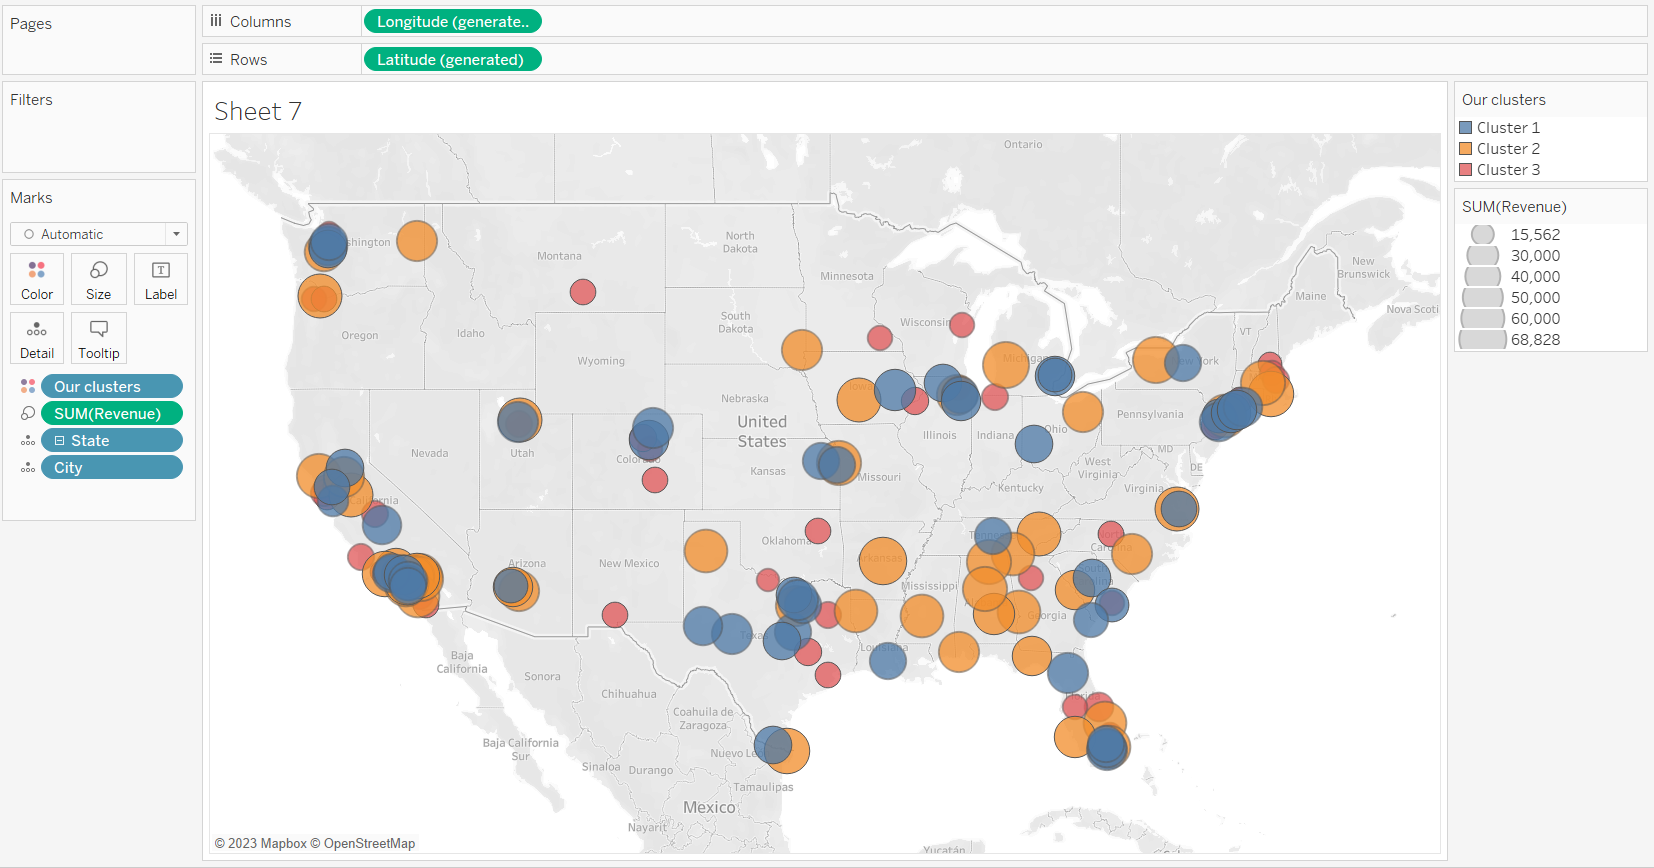 Pages
Columns
Longitude (generate..
Rows
Latitude (generated)
Filters
Marks
Automatic
Color
Size
Label
Detail
Tooltip
Our clusters
SUM(Revenue)
State
City
Sheet 7
Ontario
shington
Montana
North
Dakota
Minnesota
New
Brunswick
Maine
Nova Scoti
Oregon
Idaho
South
Dakota
Wisconsin
VT
Wyoming
Michigan
New York
Nebraska
Iowa
Pennsylvania
United
States
Illinois
Indiana
Ohio
Nevada
Utah
Colorado
Kansas
Missouri
West
Virginia
MD
DE
Kentucky
Virginia
California
Arizona
New Mexico
Oklahoma
Arkansas
Carolina
Mississippi
South
Carolina
Georgia
Texas
Louisiana
Florida
Baja
California
Sonora
Chihuahua
Coahuila de
Zaragoza
Baja California
Sur
Nuevo Le
Sinaloa
Durango
Tamaulipas
Mexico
Nayarit
Yucatán
© 2023 Mapbox © OpenStreetMap
Our clusters
Cluster 1
Cluster 2
Cluster 3
SUM(Revenue)
15,562
30,000
40,000
50,000
60,000
68,828